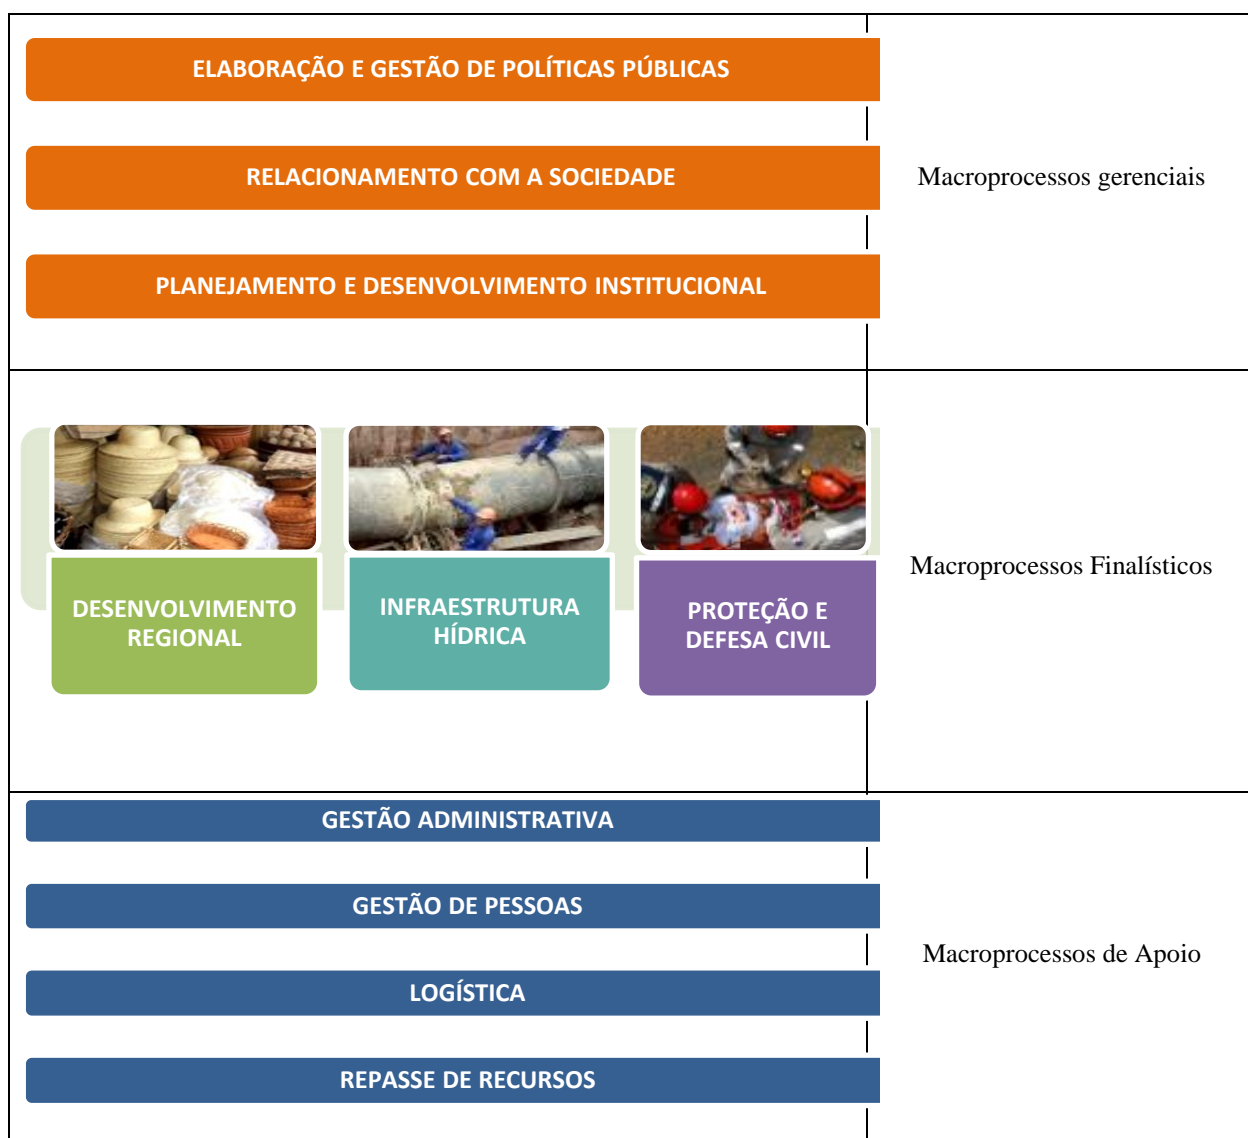 ELABORAÇÃO E GESTÃO DE POLÍTICAS PÚBLICAS
RELACIONAMENTO COM A SOCIEDADE
PLANEJAMENTO E DESENVOLVIMENTO INSTITUCIONAL
Macroprocessos gerenciais
DESENVOLVIMENTO
REGIONAL
INFRAESTRUTURA
HÍDRICA
PROTEÇÃO E
DEFESA CIVIL
Macroprocessos Finalísticos
GESTÃO ADMINISTRATIVA
GESTÃO DE PESSOAS
LOGÍSTICA
REPASSE DE RECURSOS
Macroprocessos de Apoio